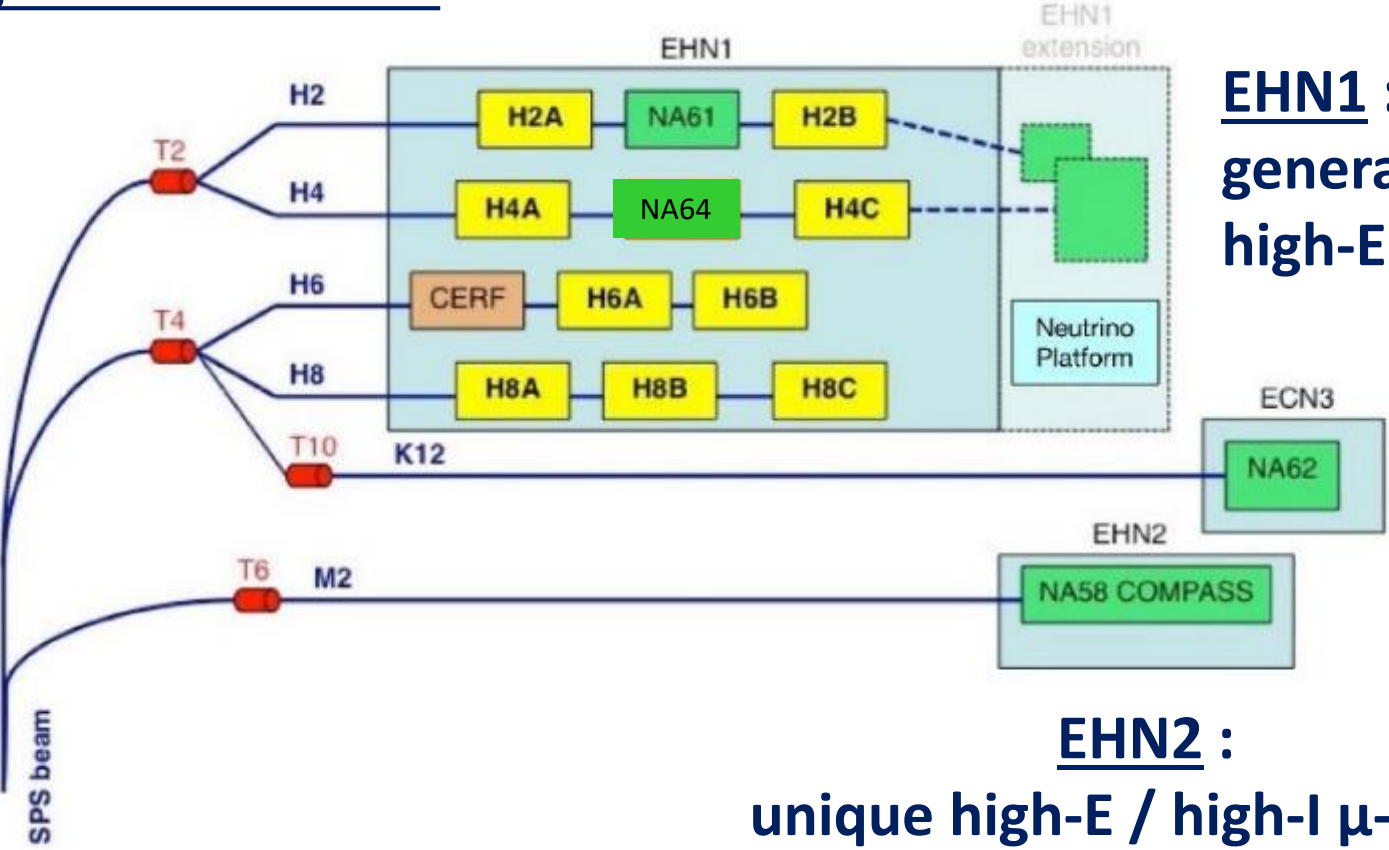 EHN1
EHN1
extension
H2
H2A
NA61
H2B
T2
H4
H4A
NA64
H4C
H6
CERF
H6A
H6B
T4
H8
H8A
H8B
H8C
Neutrino
Platform
T10
K12
ECN3
NA62
T6
M2
EHN2
NA58 COMPASS
SPS beam
EHN1 :
genera
high-E
EHN2 :
unique high-E / high-I μ-